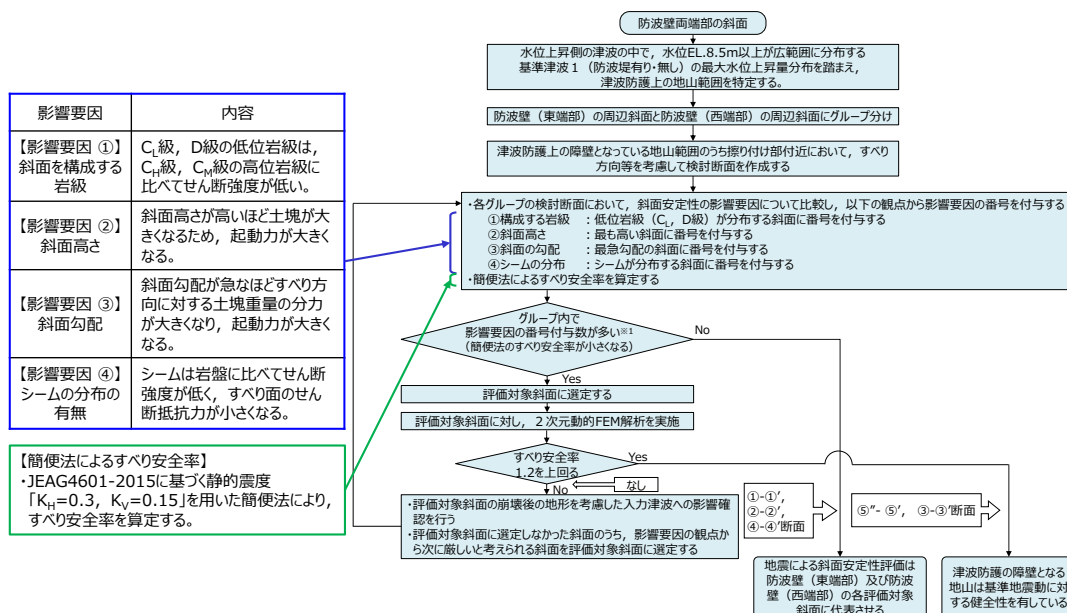 防波壁両端部の斜面
水位上昇側の津波の中で，水位EL.8.5m以上が広範囲に分布する
基準津波１（防波堤有り・無し）の最大水位上昇量分布を踏まえ，
津波防護上の地山範囲を特定する。
防波壁（東端部）の周辺斜面と防波壁（西端部）の周辺斜面にグループ分け
津波防護上の障壁となっている地山範囲のうち擦り付け部付近において，すべり
方向等を考慮して検討断面を作成する
・各グループの検討断面において，斜面安定性の影響要因について比較し，以下の観点から影響要因の番号を付与する
①構成する岩級　：低位岩級（CL, D級）が分布する斜面に番号を付与する
②斜面高さ　：最も高い斜面に番号を付与する
③斜面の勾配　：最急勾配の斜面に番号を付与する
④シームの分布　：シームが分布する斜面に番号を付与する
・簡便法によるすべり安全率を算定する
影響要因　内容
【影響要因 ①】
斜面を構成する
岩級
CL級，D級の低位岩級は，
CH級，CM級の高位岩級に
比べてせん断強度が低い。
【影響要因 ②】
斜面高さ
斜面高さが高いほど土塊が大
きくなるため，起動力が大きく
なる。
【影響要因 ③】
斜面勾配
斜面勾配が急なほどすべり方
向に対する土塊重量の分力
が大きくなり，起動力が大きく
なる。
【影響要因 ④】
シームの分布の
有無
シームは岩盤に比べてせん断
強度が低く，すべり面のせん
断抵抗力が小さくなる。
【簡便法によるすべり安全率】
・JEAG4601-2015に基づく静的震度
「KH=0.3，KV=0.15」を用いた簡便法により，
すべり安全率を算定する。
グループ内で
影響要因の番号付与数が多い※1
（簡便法のすべり安全率が小さくなる）
No
Yes
評価対象斜面に選定する
評価対象斜面に対し，２次元動的FEM解析を実施
すべり安全率
1.2を上回る
Yes
No
なし
・評価対象斜面の崩壊後の地形を考慮した入力津波への影響確
認を行う
・評価対象斜面に選定しなかった斜面のうち，影響要因の観点か
ら次に厳しいと考えられる斜面を評価対象斜面に選定する
①-①′,
②-②′,
④-④′断面
⑤″- ⑤′, ③-③′断面
地震による斜面安定性評価は
防波壁（東端部）及び防波
壁（西端部）の各評価対象
斜面に代表させる
津波防護の障壁となる
地山は基準地震動に対
する健全性を有している